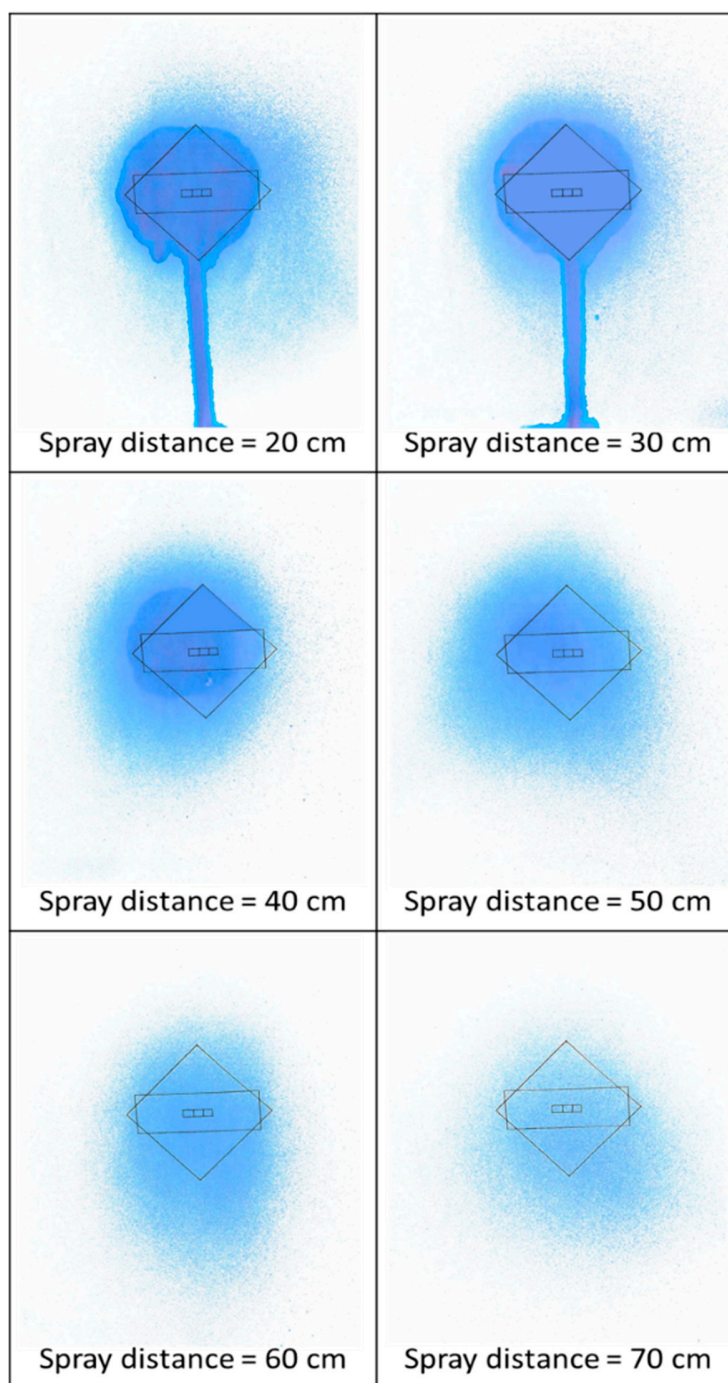 Spray distance = 20 cm
Spray distance = 30 cm
Spray distance = 40 cm
Spray distance = 50 cm
Spray distance = 60 cm
Spray distance = 70 cm